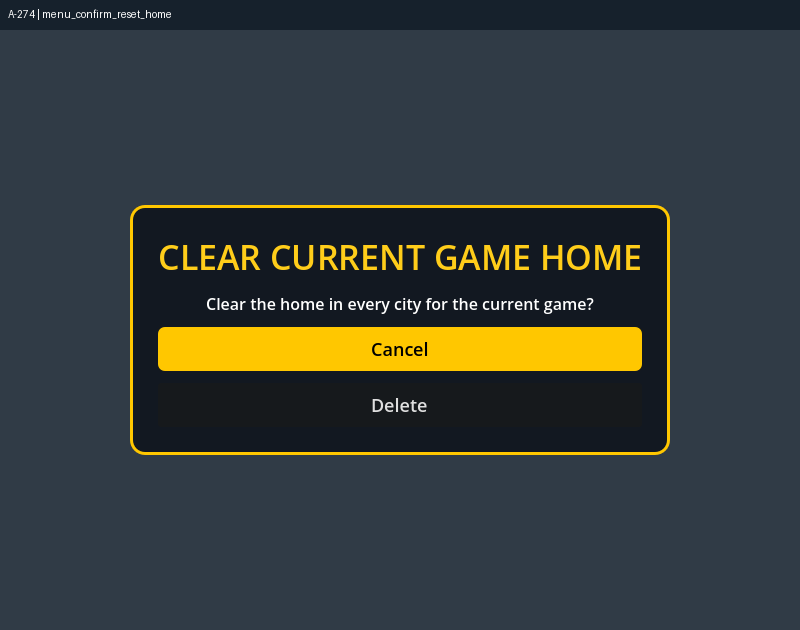 A-274 | menu_confirm_reset_home
CLEAR CURRENT GAME HOME
Clear the home in every city for the current game?
Cancel
Delete